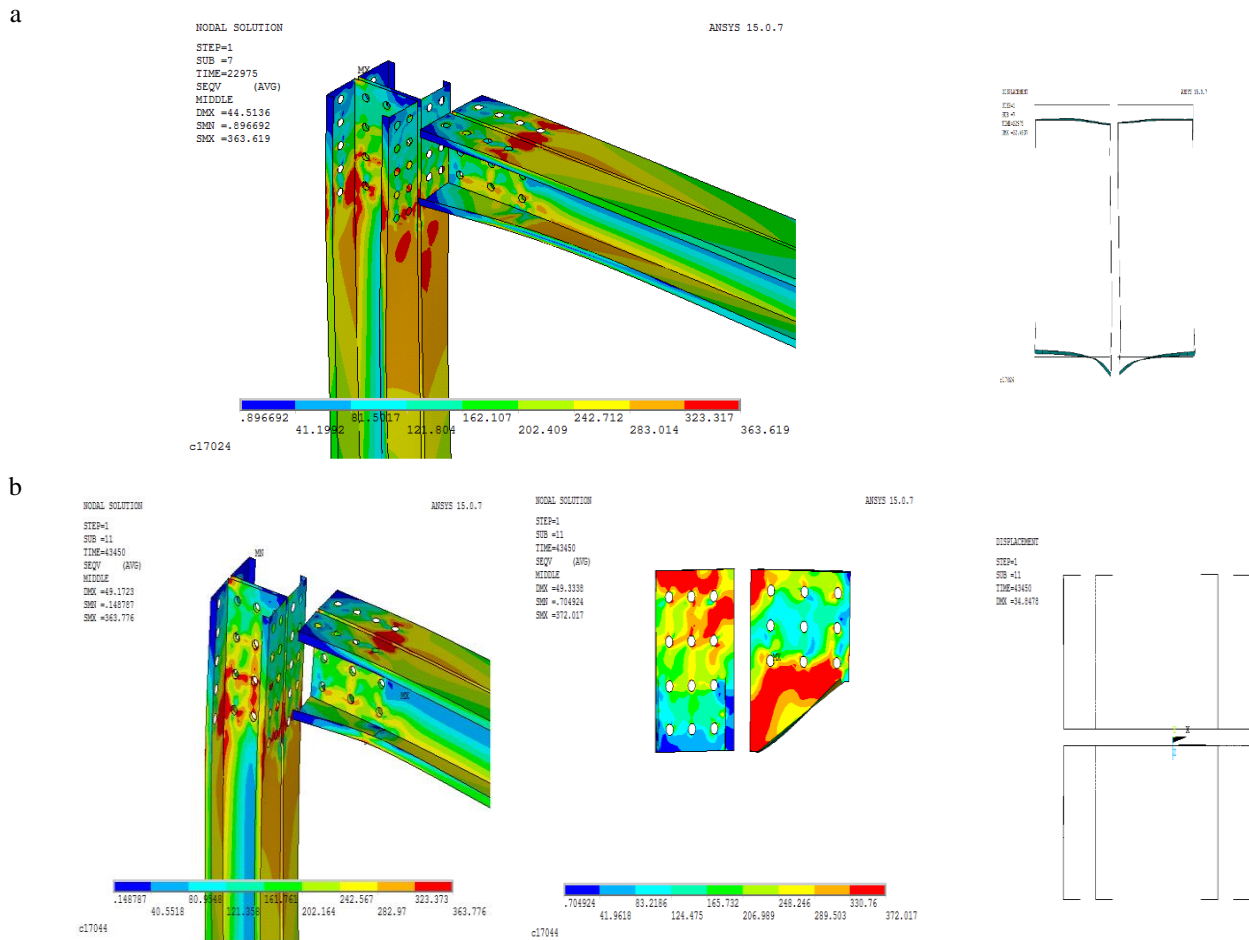 a
NODAL SOLUTION
ANSYS 15.0.7
STEP=1
SUB =7
TIME=22975
SEQV (AVG)
MIDDLE
DMX =44.5136
SMN =.896692
SMX =363.619
MX
.896692 81.5017 162.107 242.712 323.317
41.1992 121.804 202.409 283.014 363.619
c17024
DISPLACEMENT
STEP=1
c17024
b
NODAL SOLUTION
ANSYS 15.0.7
STEP=1
SUB =11
TIME=43450
SEQV (AVG)
MIDDLE
DMX =49.1723
SMN =.148787
SMX =363.776
MN
MX
.148787 80.9548 161.761 242.567 323.373
40.5518 121.358 202.164 282.97 363.776
c17044
NODAL SOLUTION
ANSYS 15.0.7
STEP=1
SUB =11
TIME=43450
SEQV (AVG)
MIDDLE
DMX =49.3338
SMN =.704924
SMX =372.017
MX
.704924 83.2186 165.732 248.246 330.76
41.9618 124.475 206.989 289.503 372.017
c17044
DISPLACEMENT
STEP=1
SUB =11
TIME=43450
DMX =34.8478